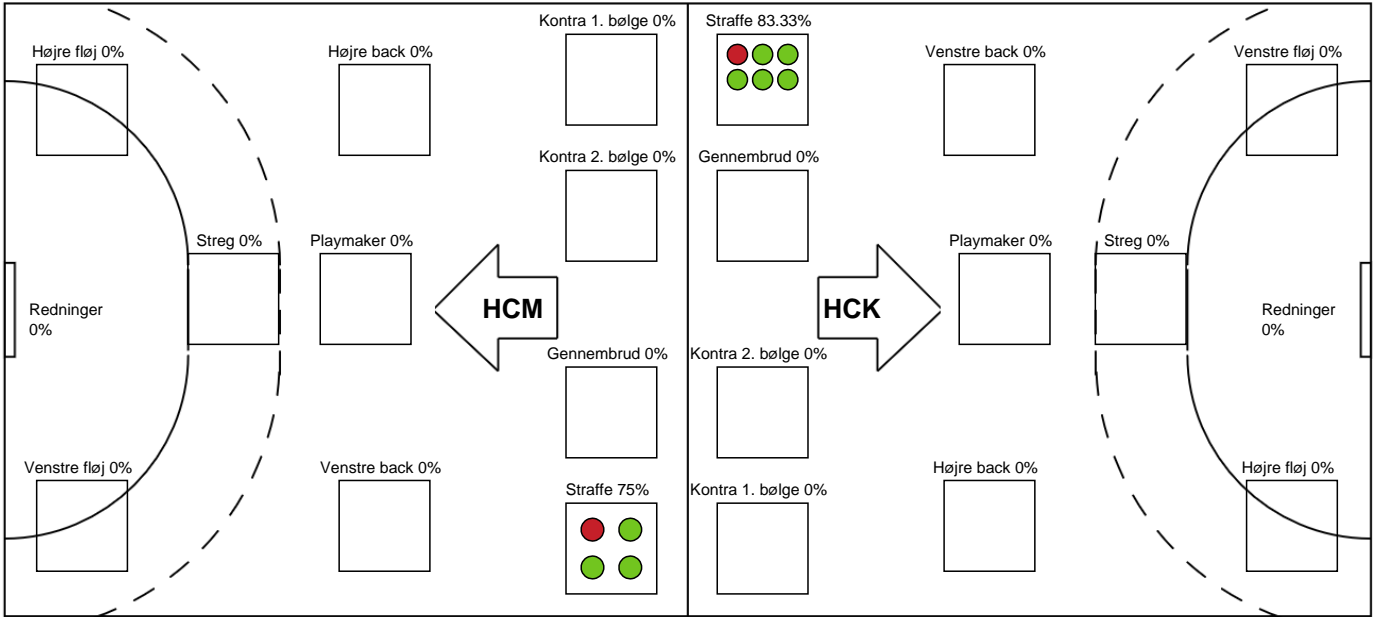 Kontra 1. bølge 0%
Straffe 83.33%
Højre fløj 0%
Højre back 0%
Venstre back 0%
Venstre fløj 0%
Kontra 2. bølge 0%
Gennembrud 0%
Streg 0%
Playmaker 0%
Playmaker 0%
Streg 0%
Redninger
0%
HCM
HCK
Redninger
0%
Gennembrud 0%
Kontra 2. bølge 0%
Venstre fløj 0%
Venstre back 0%
Højre back 0%
Højre fløj 0%
Straffe 75%
Kontra 1. bølge 0%